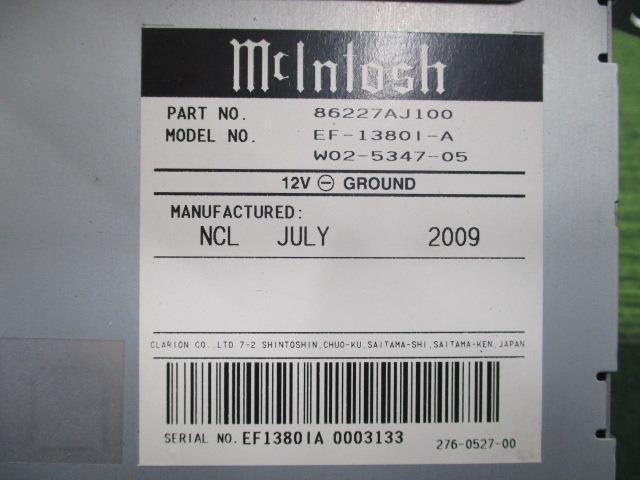 McIntosh
PART NO. 86227AJ100
MODEL NO. EF-1380I-A
W02-5347-05
12V ⊖ GROUND
MANUFACTURED:
NCL JULY 2009
CLARION CO.,LTD 7-2 SHINTOSHIN,CHUO-KU,SAITAMA-SHI,SAITAMA-KEN,JAPAN
SERIAL NO. EF1380IA 0003133
276-0527-00